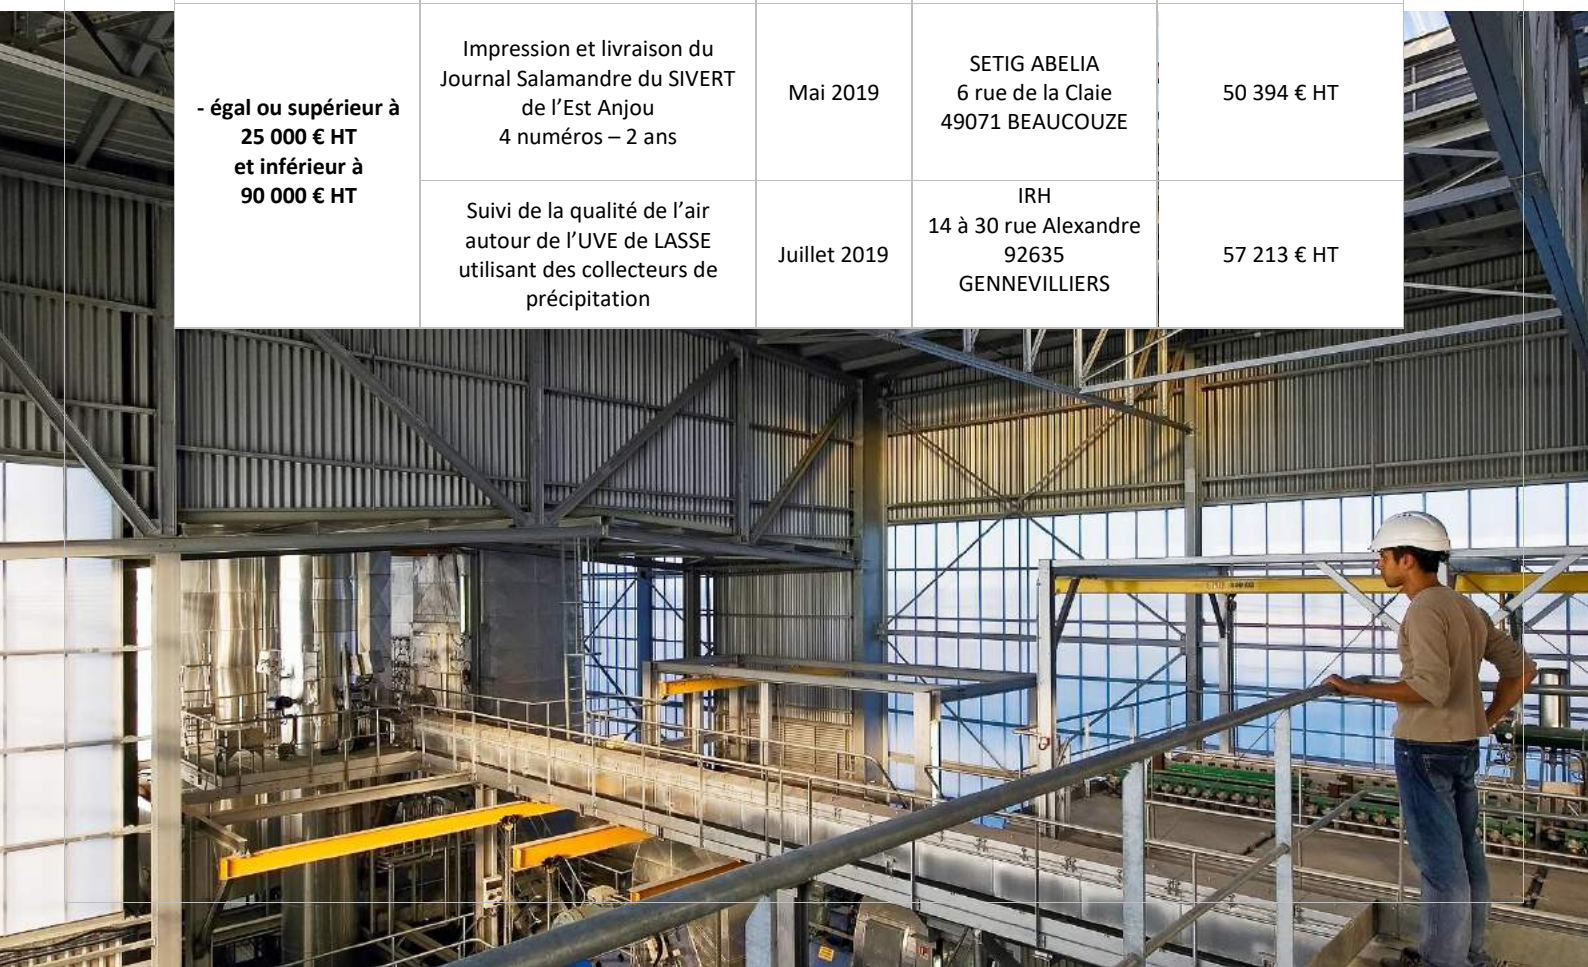 - égal ou supérieur à
25 000 € HT
et inférieur à
90 000 € HT
Impression et livraison du
Journal Salamandre du SIVERT
de l’Est Anjou
4 numéros – 2 ans
Mai 2019
SETIG ABELIA
6 rue de la Claie
49071 BEAUCOUZE
50 394 € HT
Suivi de la qualité de l’air
autour de l’UVE de LASSE
utilisant des collecteurs de
précipitation
Juillet 2019
IRH
14 à 30 rue Alexandre
92635
GENNEVILLIERS
57 213 € HT